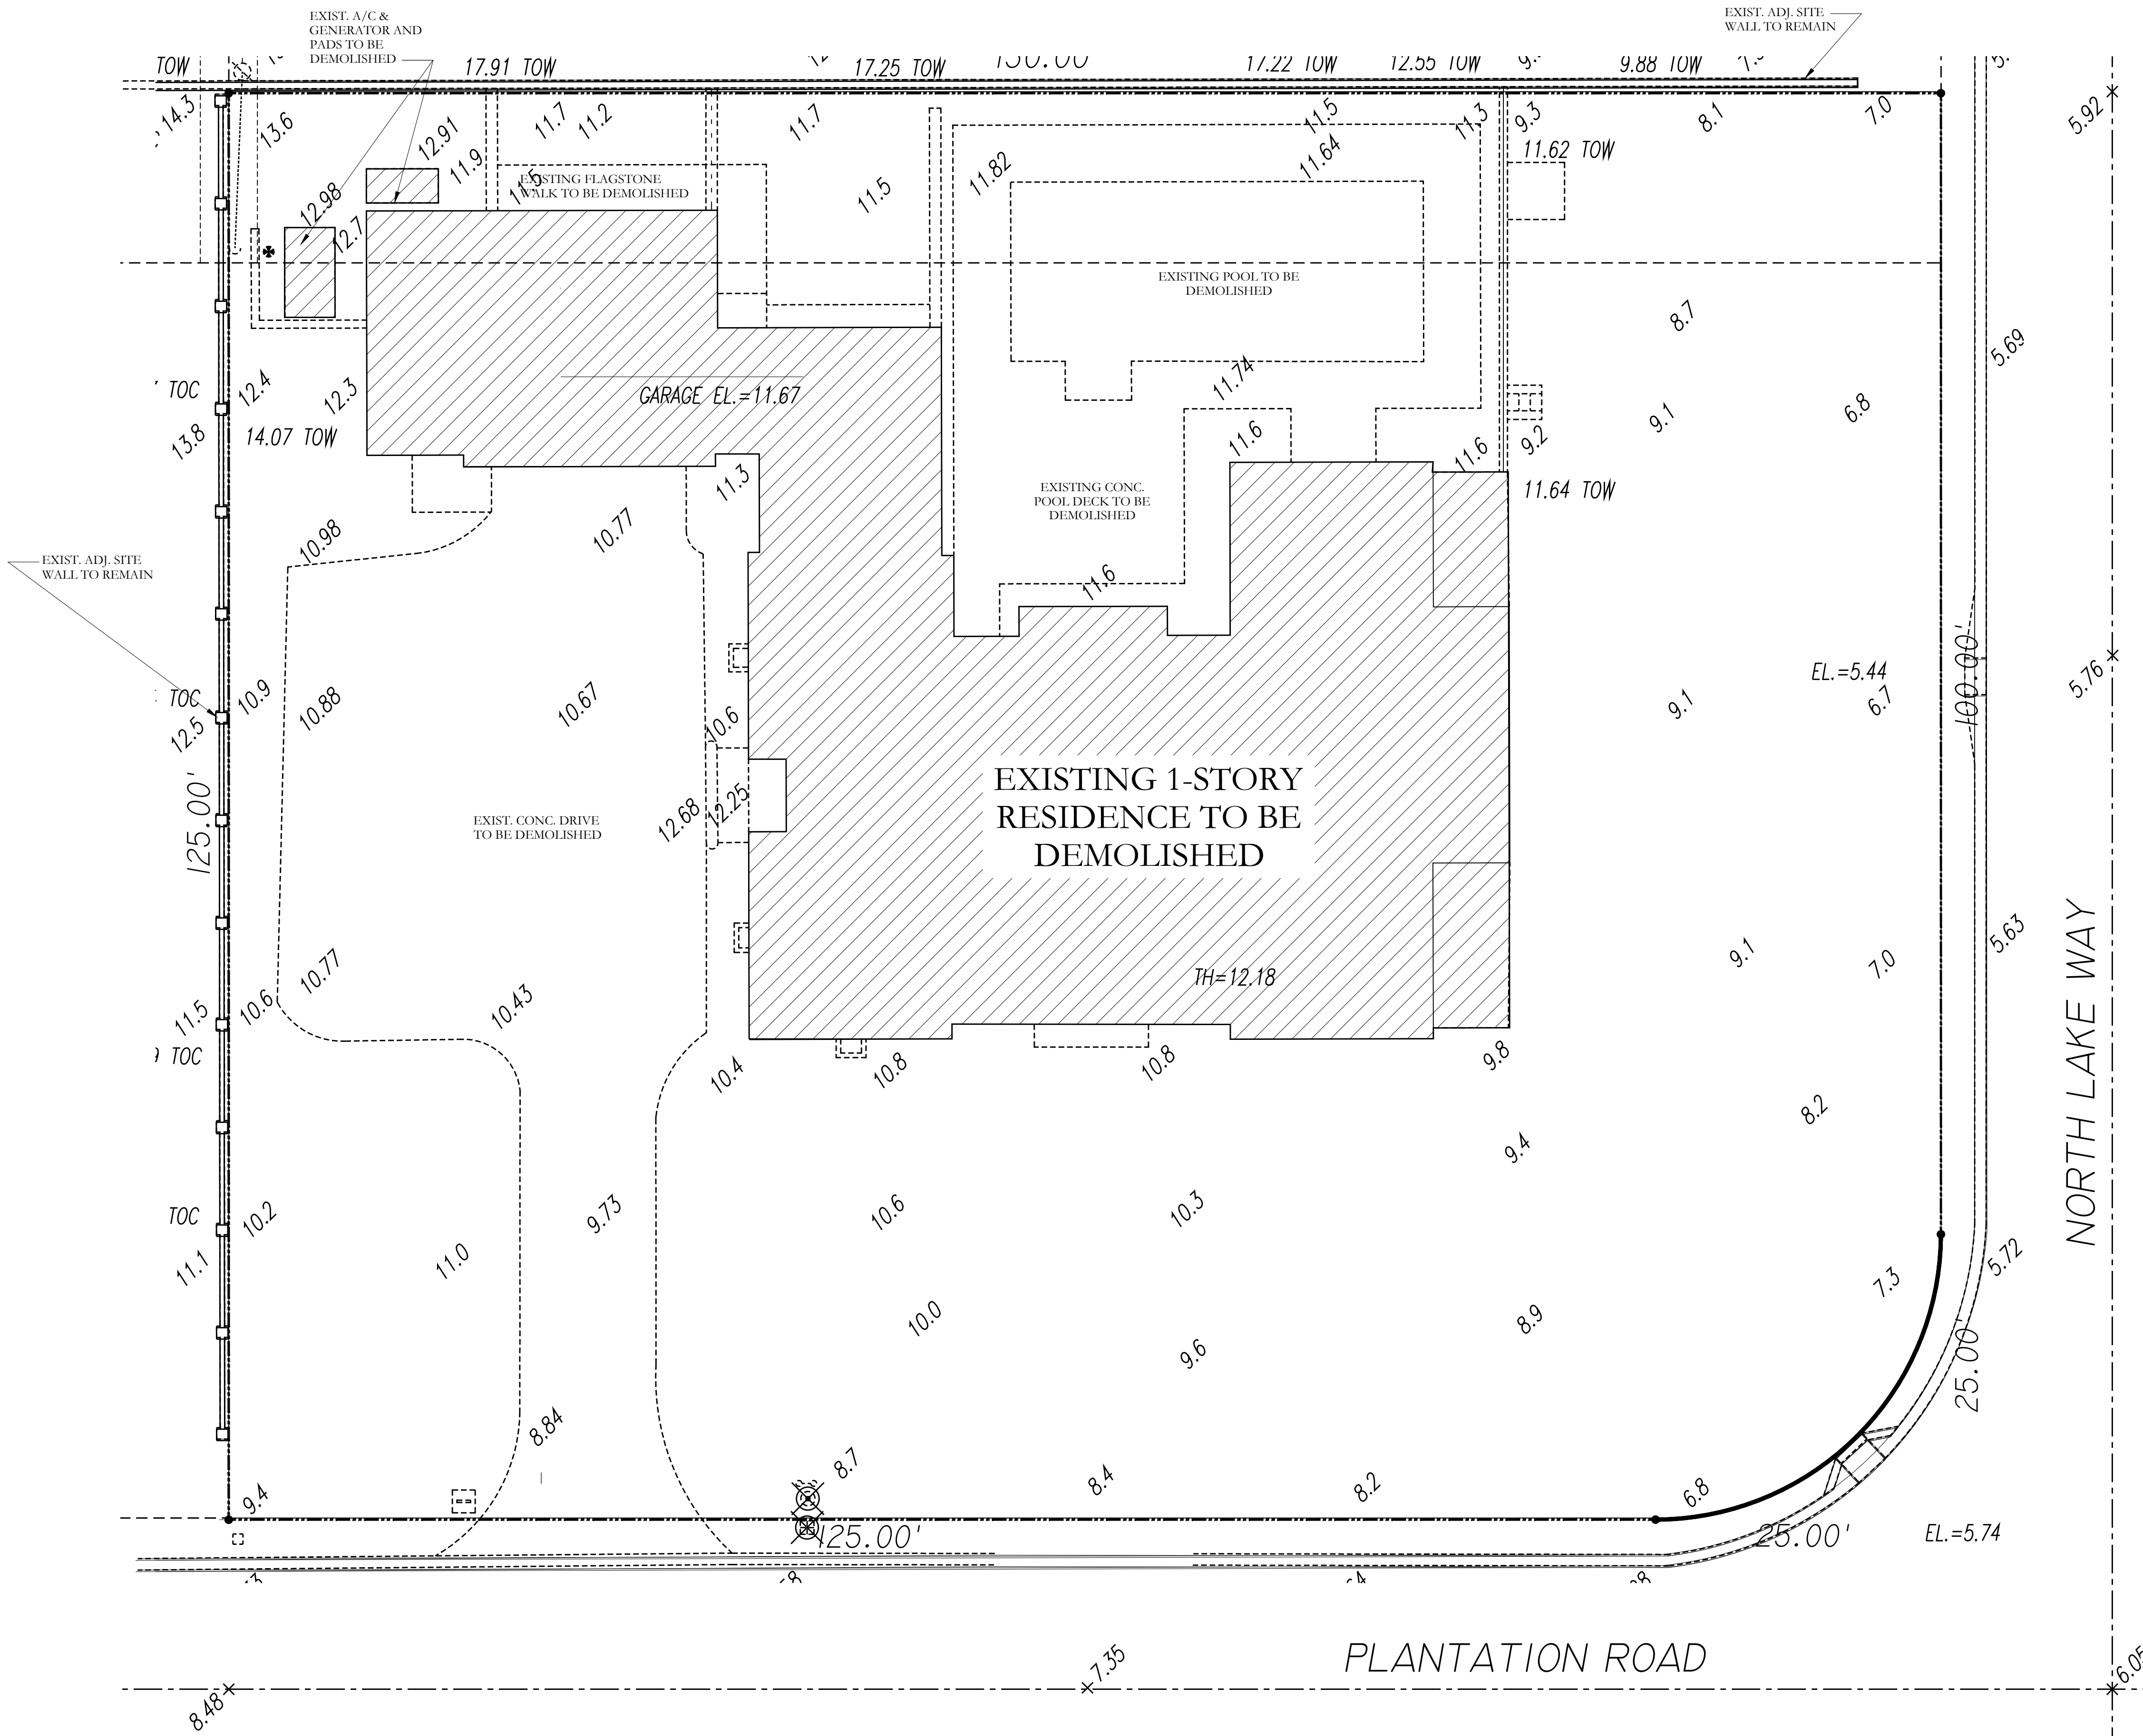 EXIST. A/C &
GENERATOR AND
PADS TO BE
DEMOLISHED
EXIST. ADJ. SITE
WALL TO REMAIN
TOW
17.91 TOW
17.25 TOW
150.00
17.22 TOW
12.55 TOW
9.88 TOW
14.3
13.6
12.91
11.9
11.7
11.2
11.7
11.5
11.3
9.3
8.1
7.0
5.92
11.62 TOW
11.64
11.82
11.5
11.5
EXISTING FLAGSTONE
WALK TO BE DEMOLISHED
12.98
12.7
EXISTING POOL TO BE
DEMOLISHED
8.7
5.69
TOC
12.4
12.3
GARAGE EL.=11.67
11.74
9.1
6.8
13.8
14.07 TOW
11.6
11.6
9.2
11.3
11.64 TOW
EXISTING CONC.
POOL DECK TO BE
DEMOLISHED
10.98
10.77
EXIST. ADJ. SITE
WALL TO REMAIN
11.6
100.00'
EL.=5.44
5.76
TOC
10.9
10.88
10.67
10.6
9.1
6.7
12.5
125.00'
EXISTING 1-STORY
RESIDENCE TO BE
DEMOLISHED
EXIST. CONC. DRIVE
TO BE DEMOLISHED
12.68
12.25
5.63
NORTH LAKE WAY
10.77
9.1
7.0
TH=12.18
11.5
10.6
10.43
TOC
10.4
10.8
10.8
9.8
8.2
9.4
TOC
10.2
9.73
10.6
10.3
11.1
11.0
5.72
7.3
10.0
9.6
8.9
25.00'
8.84
8.7
8.4
8.2
6.8
9.4
125.00'
25.00'
EL.=5.74
PLANTATION ROAD
8.48
7.35
6.05